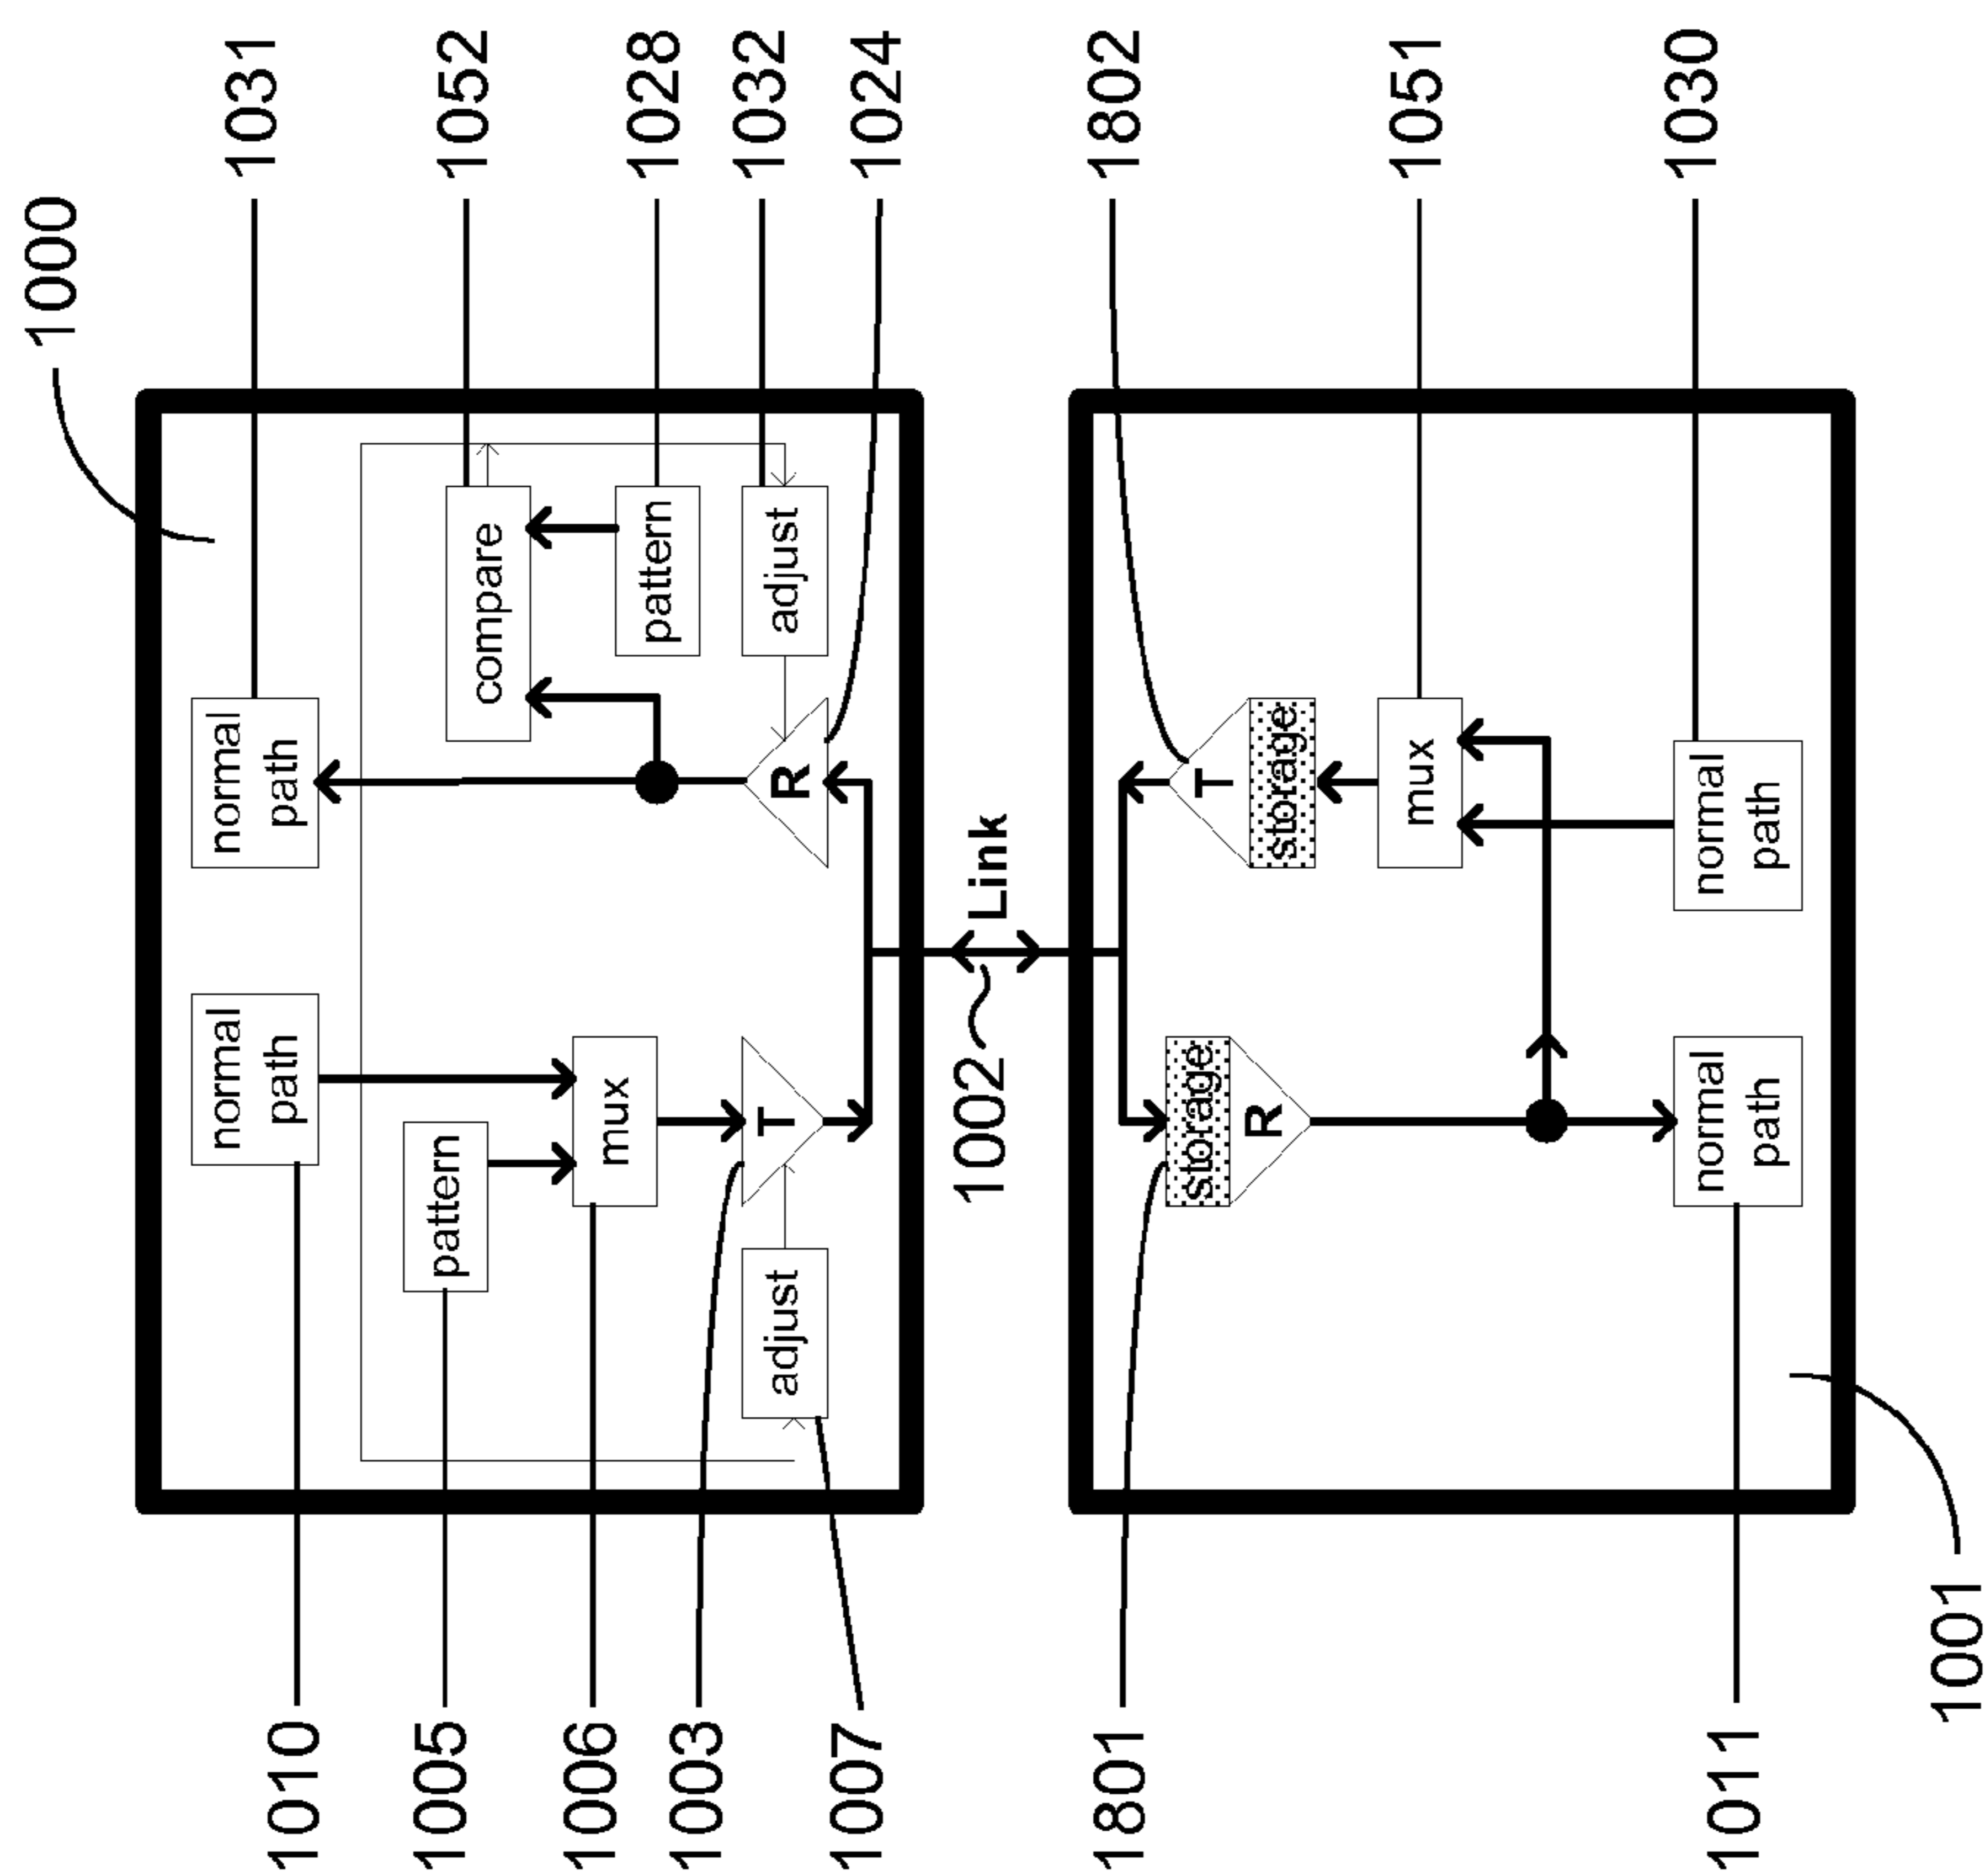 1000
normal
path
normal
path
1031
1010
1005
pattern
compare
1052
1006
mux
pattern
1028
1003
adjust
T
R
adjust
1032
1007
1024
1002
Link
1801
storage
R
T
storage
1802
mux
1051
normal
path
normal
path
1030
1011
1001